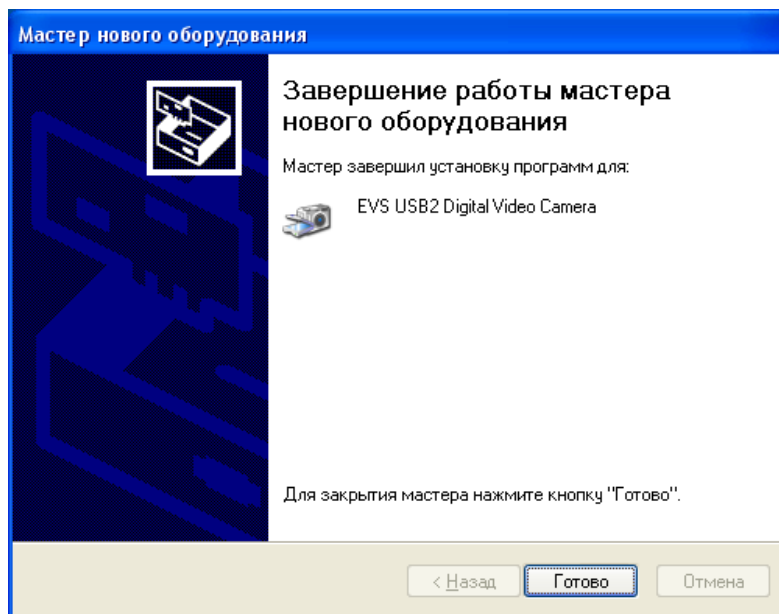 Мастер нового оборудования
Завершение работы мастера
нового оборудования
Мастер завершил установку программ для:
EVS USB2 Digital Video Camera
Для закрытия мастера нажмите кнопку "Готово".
< Назад
Готово
Отмена